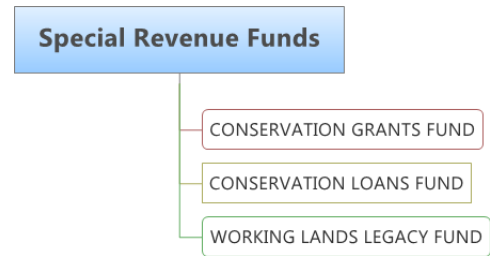 Special Revenue Funds
CONSERVATION GRANTS FUND
CONSERVATION LOANS FUND
WORKING LANDS LEGACY FUND